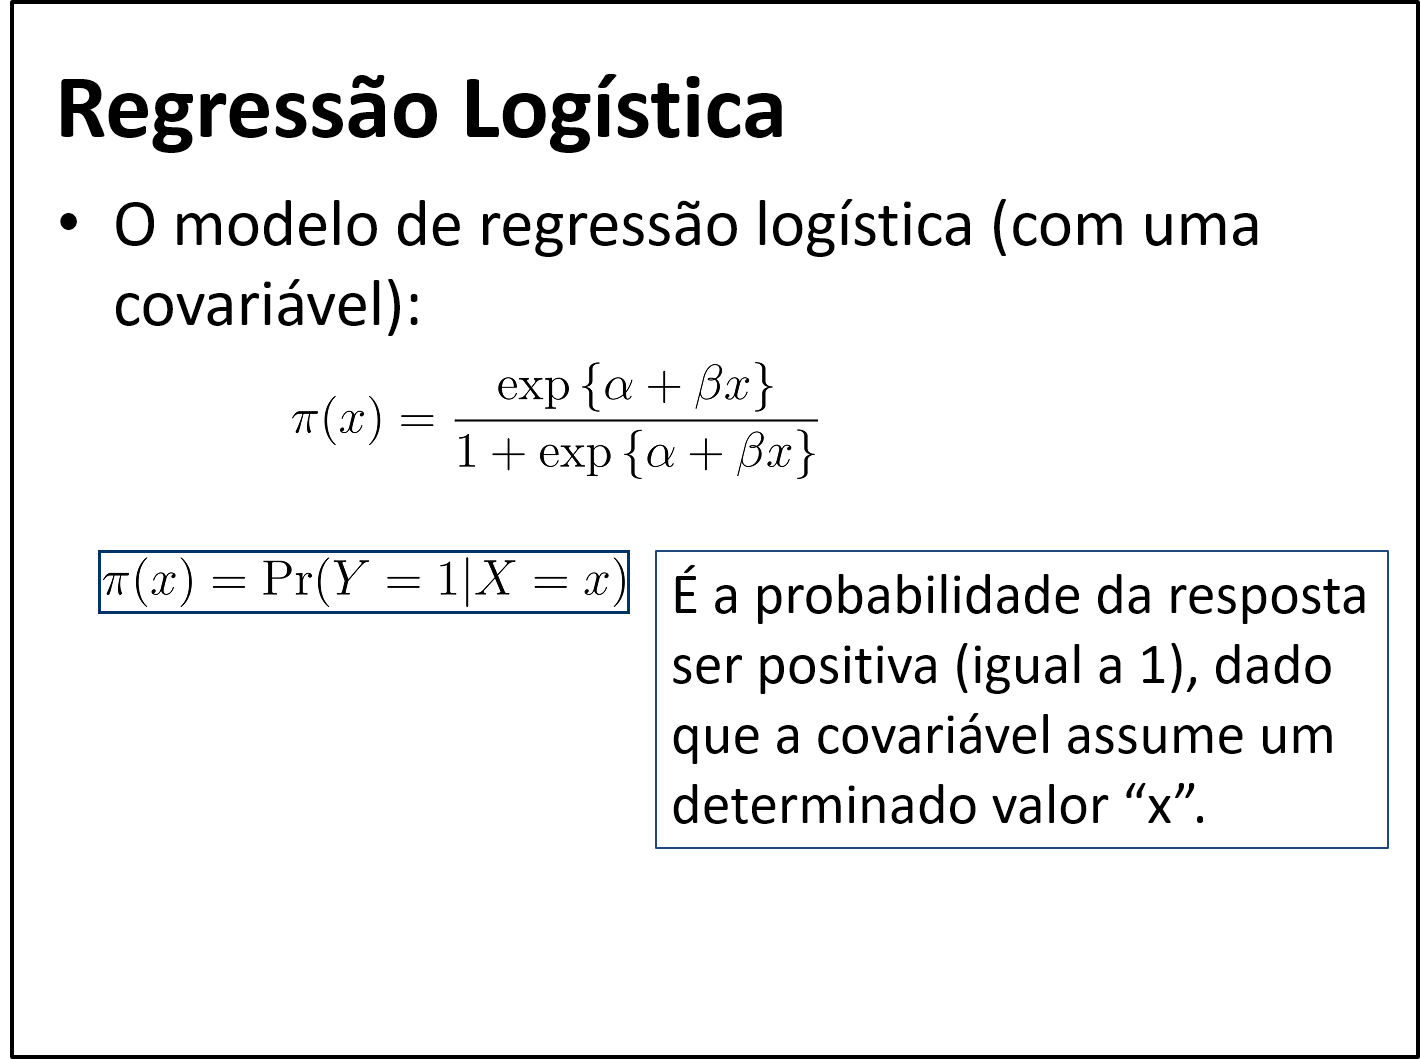 Regressão Logística
• O modelo de regressão logística (com uma
covariável):
π(x) = exp {α + βx} / 1 + exp {α + βx}
π(x) = Pr(Y = 1|X = x)
É a probabilidade da resposta
ser positiva (igual a 1), dado
que a covariável assume um
determinado valor “x”.